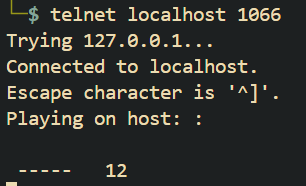 └─$ telnet localhost 1066
Trying 127.0.0.1...
Connected to localhost.
Escape character is '^]'.
Playing on host: :
----- 12